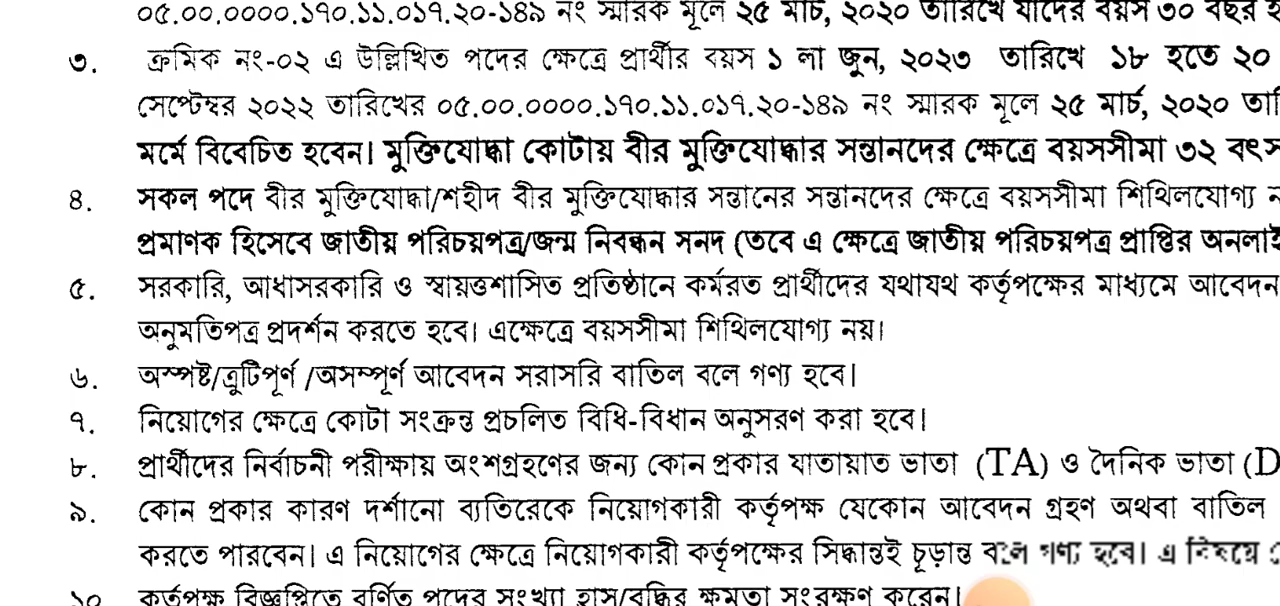 ০৫.০০.০০০০.১৭০.১১.০১৭.২০-১৪৯ নং স্মারক মূলে ২৫ মার্চ, ২০২০ তারিখে যাদের বয়স ৩০ বছর
৩. ক্রমিক নং-০২ এ উল্লিখিত পদের ক্ষেত্রে প্রার্থীর বয়স ১ লা জুন, ২০২৩ তারিখে ১৮ হতে ২০
সেপ্টেম্বর ২০২২ তারিখের ০৫.০০.০০০০.১৭০.১১.০১৭.২০-১৪৯ নং স্মারক মূলে ২৫ মার্চ, ২০২০ তারি
মর্মে বিবেচিত হবেন। মুক্তিযোদ্ধা কোটায় বীর মুক্তিযোদ্ধার সন্তানদের ক্ষেত্রে বয়সসীমা ৩২ বৎস
৪. সকল পদে বীর মুক্তিযোদ্ধা/শহীদ বীর মুক্তিযোদ্ধার সন্তানের সন্তানদের ক্ষেত্রে বয়সসীমা শিথিলযোগ্য ন
প্রমাণক হিসেবে জাতীয় পরিচয়পত্র/জন্ম নিবন্ধন সনদ (তবে এ ক্ষেত্রে জাতীয় পরিচয়পত্র প্রাপ্তির অনলাই
৫. সরকারি, আধাসরকারি ও স্বায়ত্তশাসিত প্রতিষ্ঠানে কর্মরত প্রার্থীদের যথাযথ কর্তৃপক্ষের মাধ্যমে আবেদন
অনুমতিপত্র প্রদর্শন করতে হবে। এক্ষেত্রে বয়সসীমা শিথিলযোগ্য নয়।
৬. অস্পষ্ট/ত্রুটিপূর্ণ /অসম্পূর্ণ আবেদন সরাসরি বাতিল বলে গণ্য হবে।
৭. নিয়োগের ক্ষেত্রে কোটা সংক্রন্ত প্রচলিত বিধি-বিধান অনুসরণ করা হবে।
৮. প্রার্থীদের নির্বাচনী পরীক্ষায় অংশগ্রহণের জন্য কোন প্রকার যাতায়াত ভাতা (TA) ও দৈনিক ভাতা (D
৯. কোন প্রকার কারণ দর্শানো ব্যতিরেকে নিয়োগকারী কর্তৃপক্ষ যেকোন আবেদন গ্রহণ অথবা বাতিল
করতে পারবেন। এ নিয়োগের ক্ষেত্রে নিয়োগকারী কর্তৃপক্ষের সিদ্ধান্তই চূড়ান্ত বলে গণ্য হবে। এ বিষয়ে
১০ কর্তৃপক্ষ বিজ্ঞপ্তিতে বর্ণিত পদের সংখ্যা হ্রাস/বৃদ্ধির ক্ষমতা সংরক্ষণ করেন।